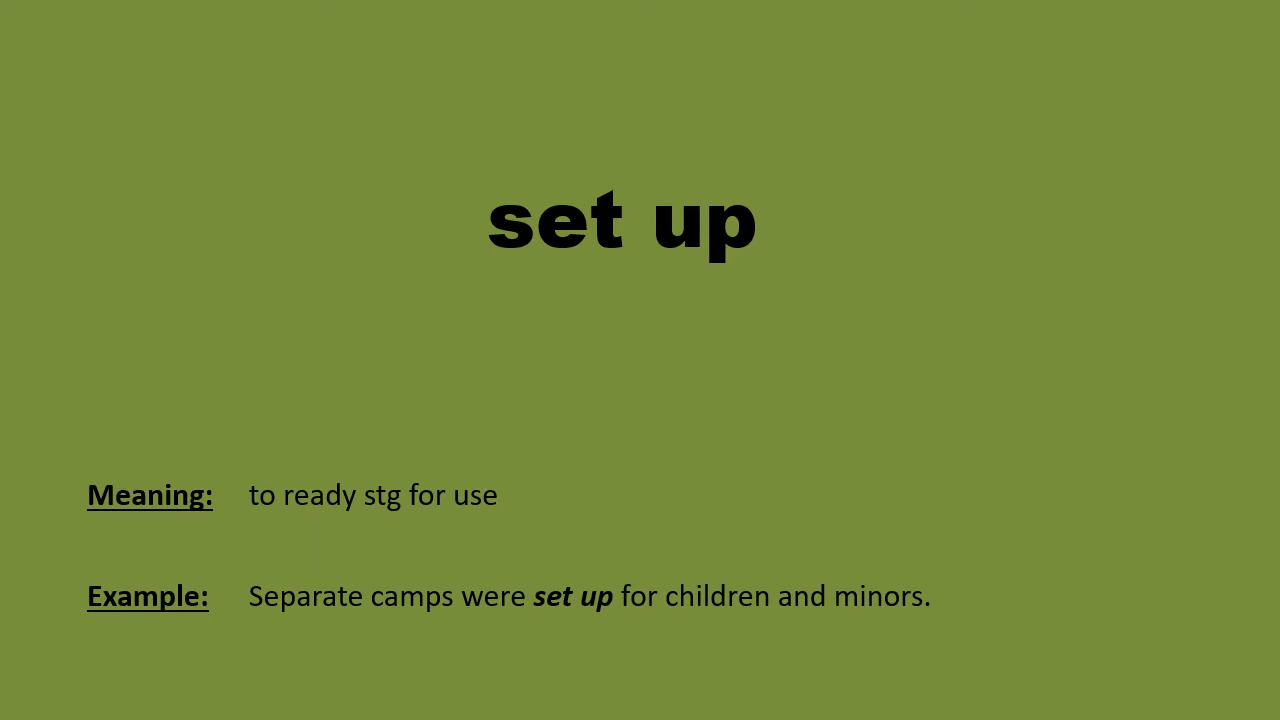 set up
Meaning: to ready stg for use
Example: Separate camps were set up for children and minors.